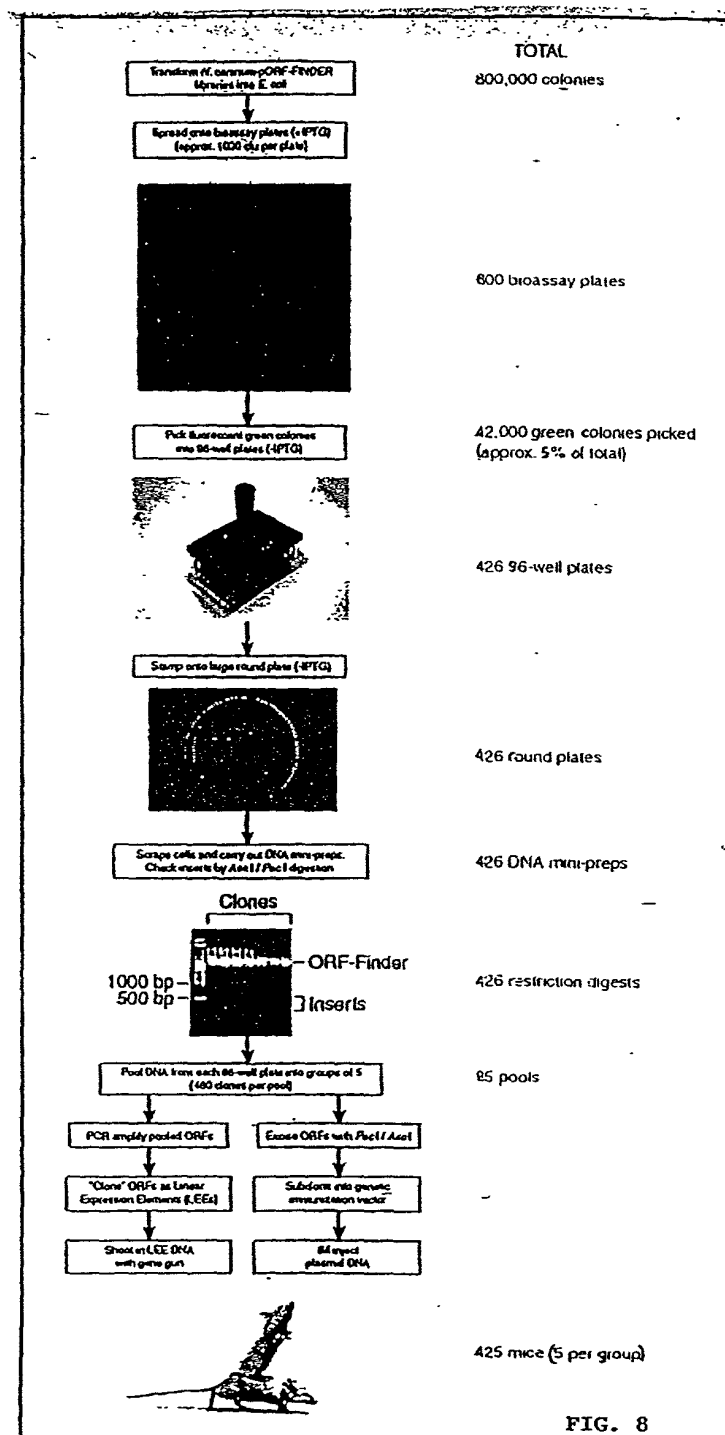 TOTAL
Transform N. caninum-pORF-FINDER
libraries into E. coli
800,000 colonies
Spread onto bioassay plates (+IPTG)
(approx. 1000 cfu per plate)
800 bioassay plates
Pick fluorescent green colonies
into 96-well plates (-IPTG)
42,000 green colonies picked
(approx. 5% of total)
426 96-well plates
Stamp onto huge round plate (-IPTG)
426 round plates
Scrape cells and carry out DNA mini-preps.
Check inserts by AscI / PacI digestion
426 DNA mini-preps
Clones
ORF-Finder
1000 bp
500 bp
Inserts
426 restriction digests
Pool DNA from each 96-well plate into groups of 5
(480 clones per pool)
85 pools
PCR amplify pooled ORFs
Excise ORFs with PacI / AscI
"Clone" ORFs as Linear
Expression Elements (LEEs)
Subclone into genetic
immunization vector
Shoot in LEE DNA
with gene gun
IM inject
plasmid DNA
425 mice (5 per group)
FIG. 8